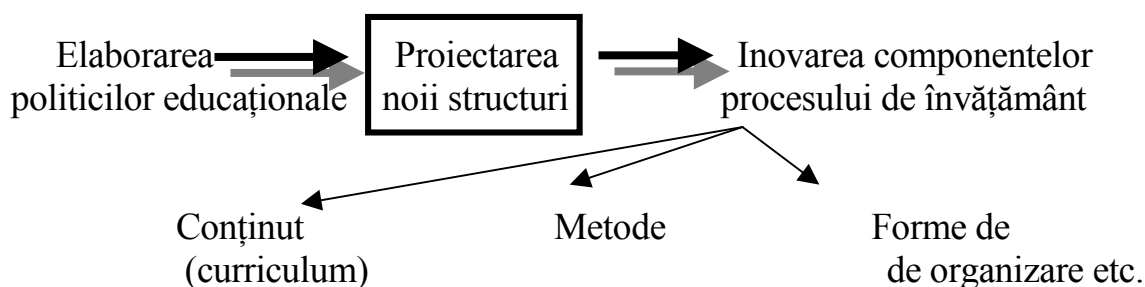 Elaborarea
politicilor educaționale
Proiectarea
noii structuri
Inovarea componentelor
procesului de învățământ
Conținut
(curriculum)
Metode
Forme de
de organizare etc.